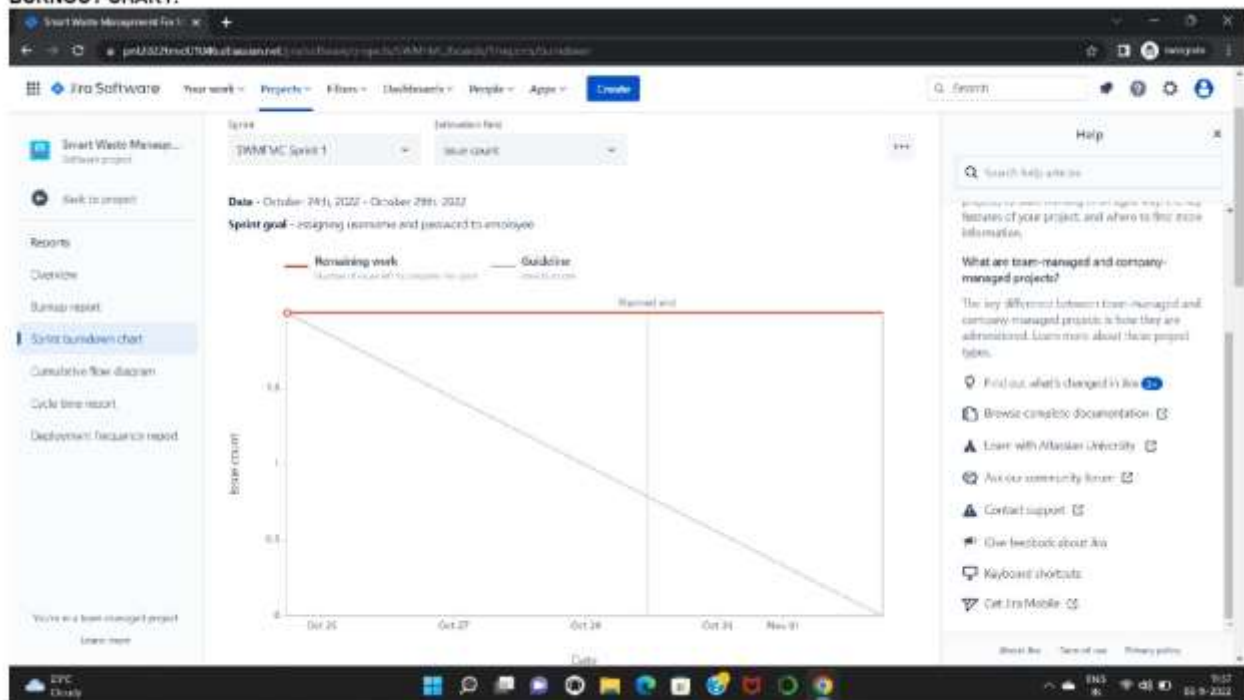 BURNOUT CHART:
Smart Waste Management For
Jira Software Your work Projects Filters Dashboards People Apps Create Search
Smart Waste Manage...
Software project
Back to project
Reports
Overview
Burnup report
Sprint burndown chart
Cumulative flow diagram
Cycle time report
Deployment frequency report
You're in a team-managed project
Learn more
Sprint Estimation field
SWMFMC Sprint 1 Issue count
Date - October 24th, 2022 - October 29th, 2022
Sprint goal - assigning username and password to employee
Remaining work Guideline
Planned end
Issue count
1.5
1
0.5
0
Oct 25 Oct 27 Oct 29 Oct 31 Nov 01
Date
Help
Search help articles
features of your project, and where to find more
information.
What are team-managed and company-
managed projects?
The key difference between team-managed and
company-managed projects is how they are
administered. Learn more about these project
types.
Find out what's changed in Jira
Browse complete documentation
Learn with Atlassian University
Ask our community forum
Contact support
Give feedback about Jira
Keyboard shortcuts
Get Jira Mobile
About Jira Terms of use Privacy policy
Cloudy
ENG